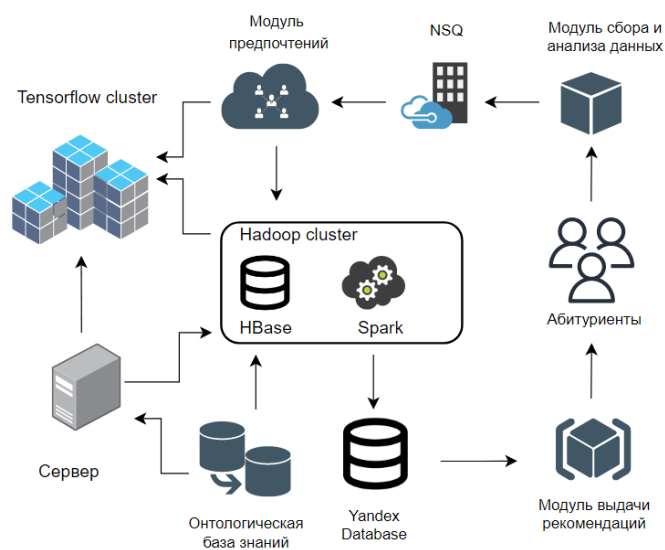 Модуль
предпочтений
NSQ
Модуль сбора и
анализа данных
Tensorflow cluster
Hadoop cluster
HBase
Spark
Абитуриенты
Сервер
Онтологическая
база знаний
Yandex
Database
Модуль выдачи
рекомендаций